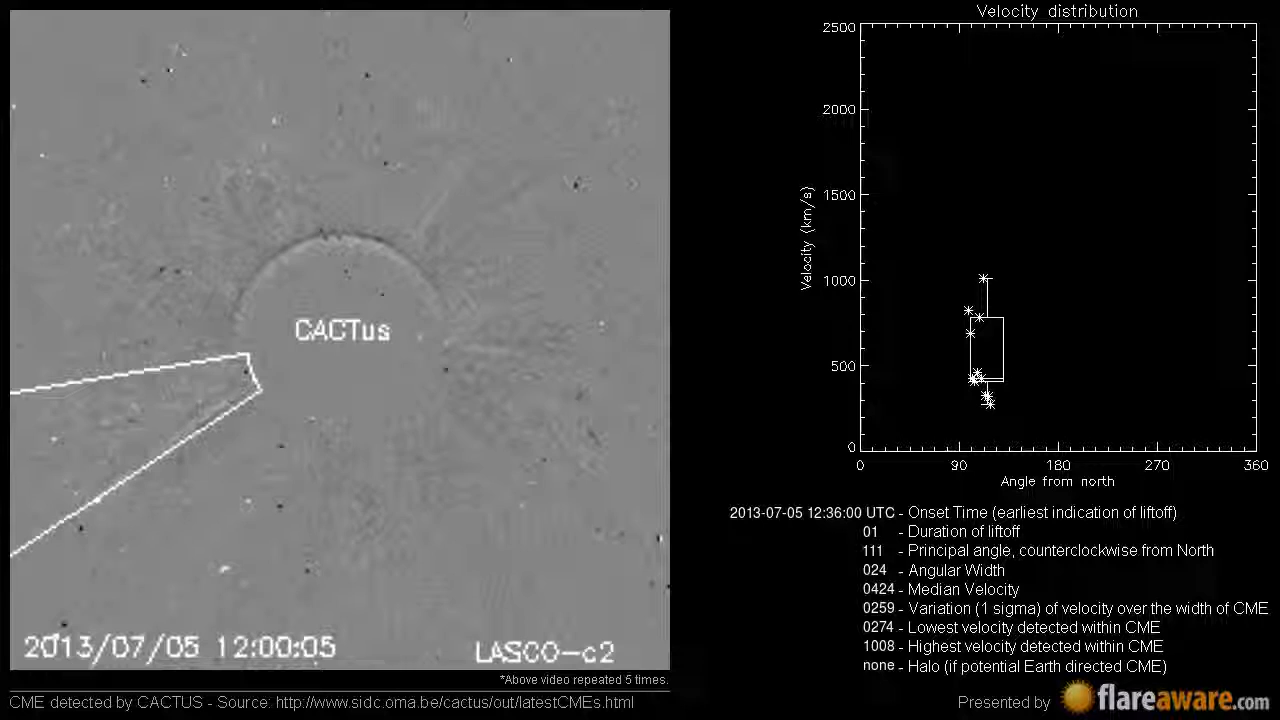 CACTus
2013/07/05 12:00:05
LASCO-c2
*Above video repeated 5 times.
CME detected by CACTUS - Source: http://www.sidc.oma.be/cactus/out/latestCMEs.html
Velocity distribution
2500
2000
1500
1000
500
0
Velocity (km/s)
0 90 180 270 360
Angle from north
2013-07-05 12:36:00 UTC - Onset Time (earliest indication of liftoff)
01 - Duration of liftoff
111 - Principal angle, counterclockwise from North
024 - Angular Width
0424 - Median Velocity
0259 - Variation (1 sigma) of velocity over the width of CME
0274 - Lowest velocity detected within CME
1008 - Highest velocity detected within CME
none - Halo (if potential Earth directed CME)
Presented by flareaware.com